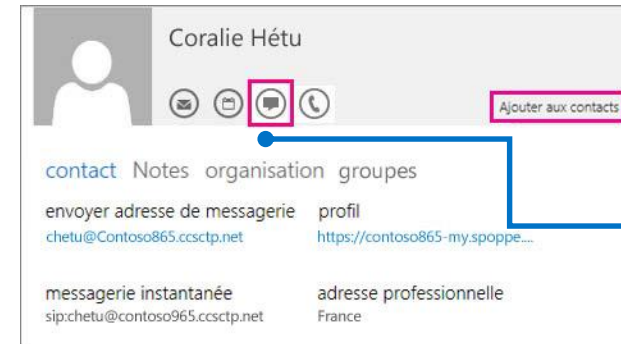 Coralie Hétu
Ajouter aux contacts
contact Notes organisation groupes
envoyer adresse de messagerie profil
chetu@Contoso865.ccsctp.net https://contoso865-my.spoppe....
messagerie instantanée adresse professionnelle
sip:chetu@contoso965.ccsctp.net France